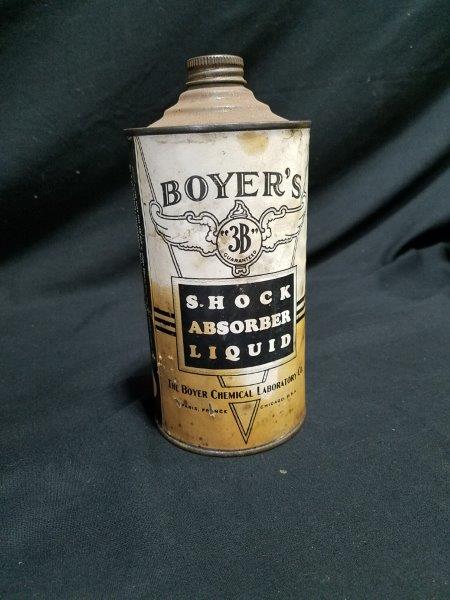 BOYER'S
"3B"
GUARANTEED
SHOCK
ABSORBER
LIQUID
THE BOYER CHEMICAL LABORATORY Co.
PARIS, FRANCE CHICAGO, U.S.A.